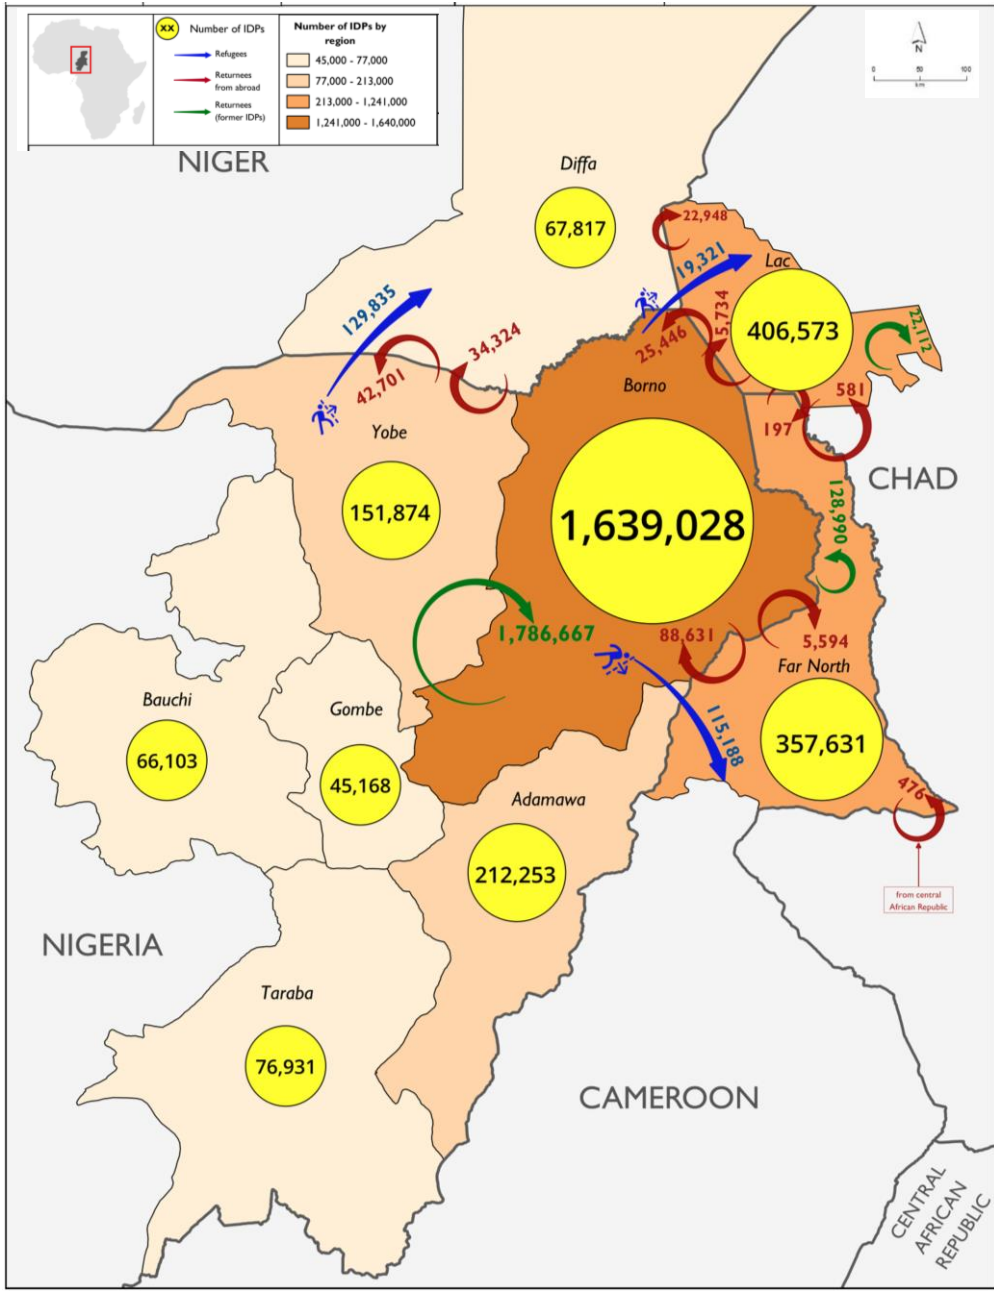 XX
Number of IDPs
Refugees
Returnees
from abroad
Returnees
(former IDPs)
Number of IDPs by
region
45,000 - 77,000
77,000 - 213,000
213,000 - 1,241,000
1,241,000 - 1,640,000
N
0 50 100
km
NIGER
Diffa
67,817
22,948
19,321
Lac
406,573
22,112
129,835
34,324
42,701
25,446
5,734
581
197
Borno
Yobe
151,874
1,639,028
CHAD
128,990
1,786,667
88,631
5,594
Far North
357,631
115,188
476
from central
African Republic
Bauchi
66,103
Gombe
45,168
Adamawa
212,253
NIGERIA
Taraba
76,931
CAMEROON
CENTRAL
AFRICAN
REPUBLIC